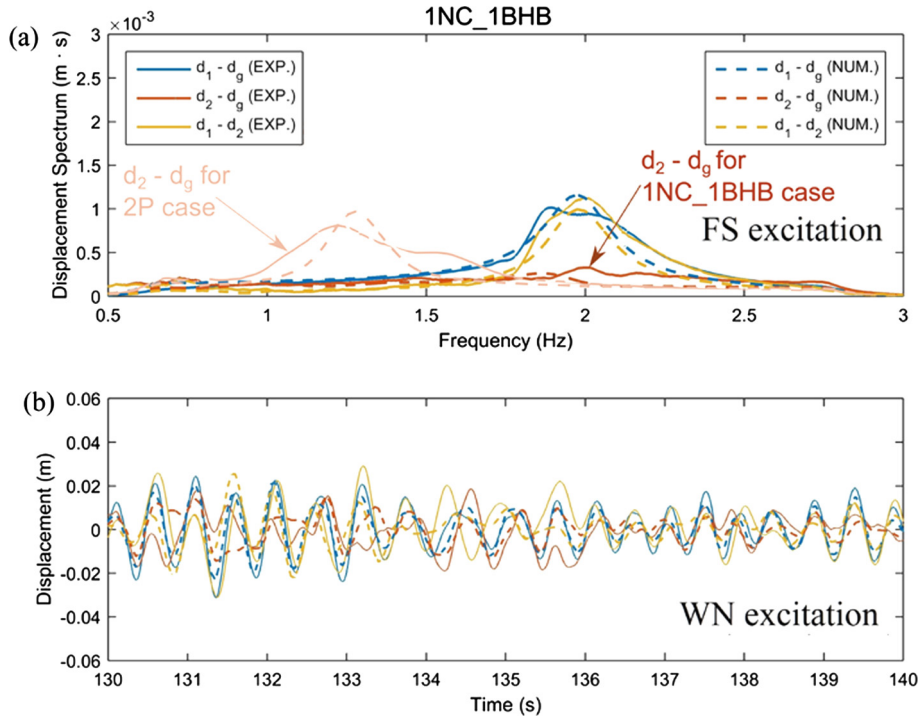 1NC_1BHB
(a)
×10⁻³
3
2.5
2
1.5
1
0.5
0
Displacement Spectrum (m · s)
d₁ - d_g (EXP.)
d₂ - d_g (EXP.)
d₁ - d₂ (EXP.)
d₁ - d_g (NUM.)
d₂ - d_g (NUM.)
d₁ - d₂ (NUM.)
d₂ - d_g for
2P case
d₂ - d_g for
1NC_1BHB case
FS excitation
0.5 1 1.5 2 2.5 3
Frequency (Hz)
(b)
0.06
0.04
0.02
0
-0.02
-0.04
-0.06
Displacement (m)
WN excitation
130 131 132 133 134 135 136 137 138 139 140
Time (s)